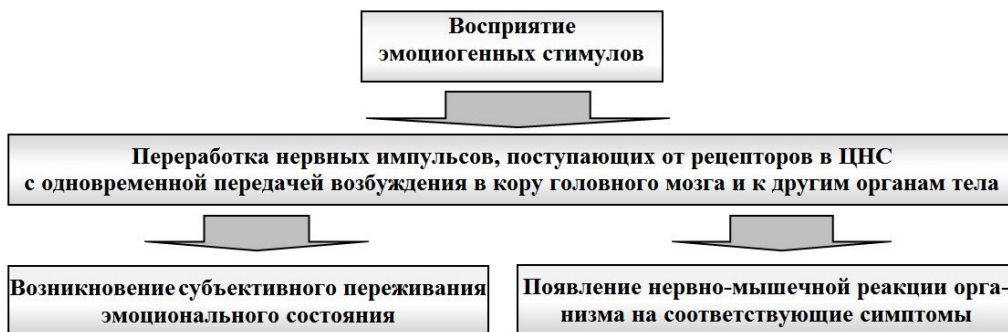 Восприятие
эмоциогенных стимулов
Переработка нервных импульсов, поступающих от рецепторов в ЦНС
с одновременной передачей возбуждения в кору головного мозга и к другим органам тела
Возникновение субъективного переживания
эмоционального состояния
Появление нервно-мышечной реакции орга-
низма на соответствующие симптомы